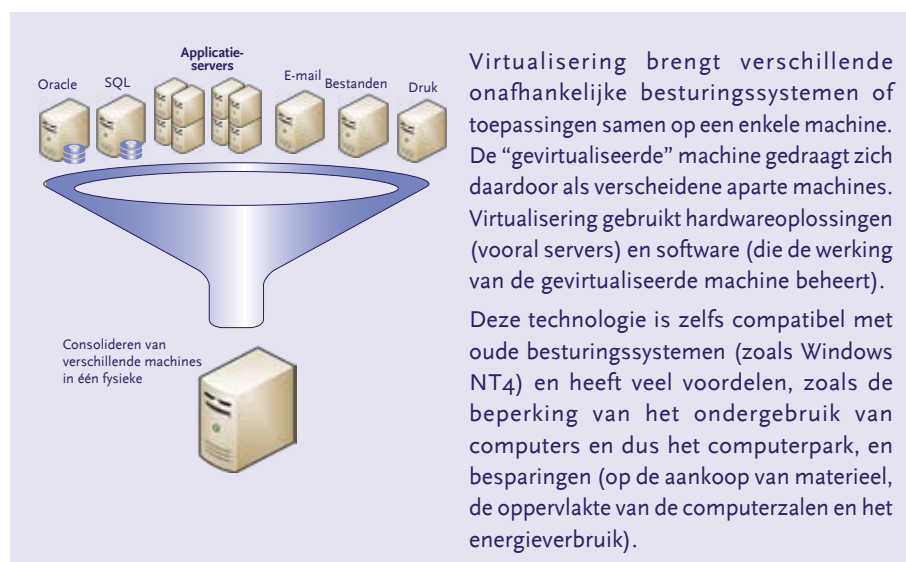 Applicatie-
servers
Oracle
SQL
E-mail
Bestanden
Druk
Consolideren van
verschillende machines
in één fysieke
Virtualisering brengt verschillende
onafhankelijke besturingssystemen of
toepassingen samen op een enkele machine.
De “gevirtualiseerde” machine gedraagt zich
daardoor als verscheidene aparte machines.
Virtualisering gebruikt hardwareoplossingen
(vooral servers) en software (die de werking
van de gevirtualiseerde machine beheert).
Deze technologie is zelfs compatibel met
oude besturingssystemen (zoals Windows
NT4) en heeft veel voordelen, zoals de
beperking van het ondergebruik van
computers en dus het computerpark, en
besparingen (op de aankoop van materieel,
de oppervlakte van de computerzalen en het
energieverbruik).